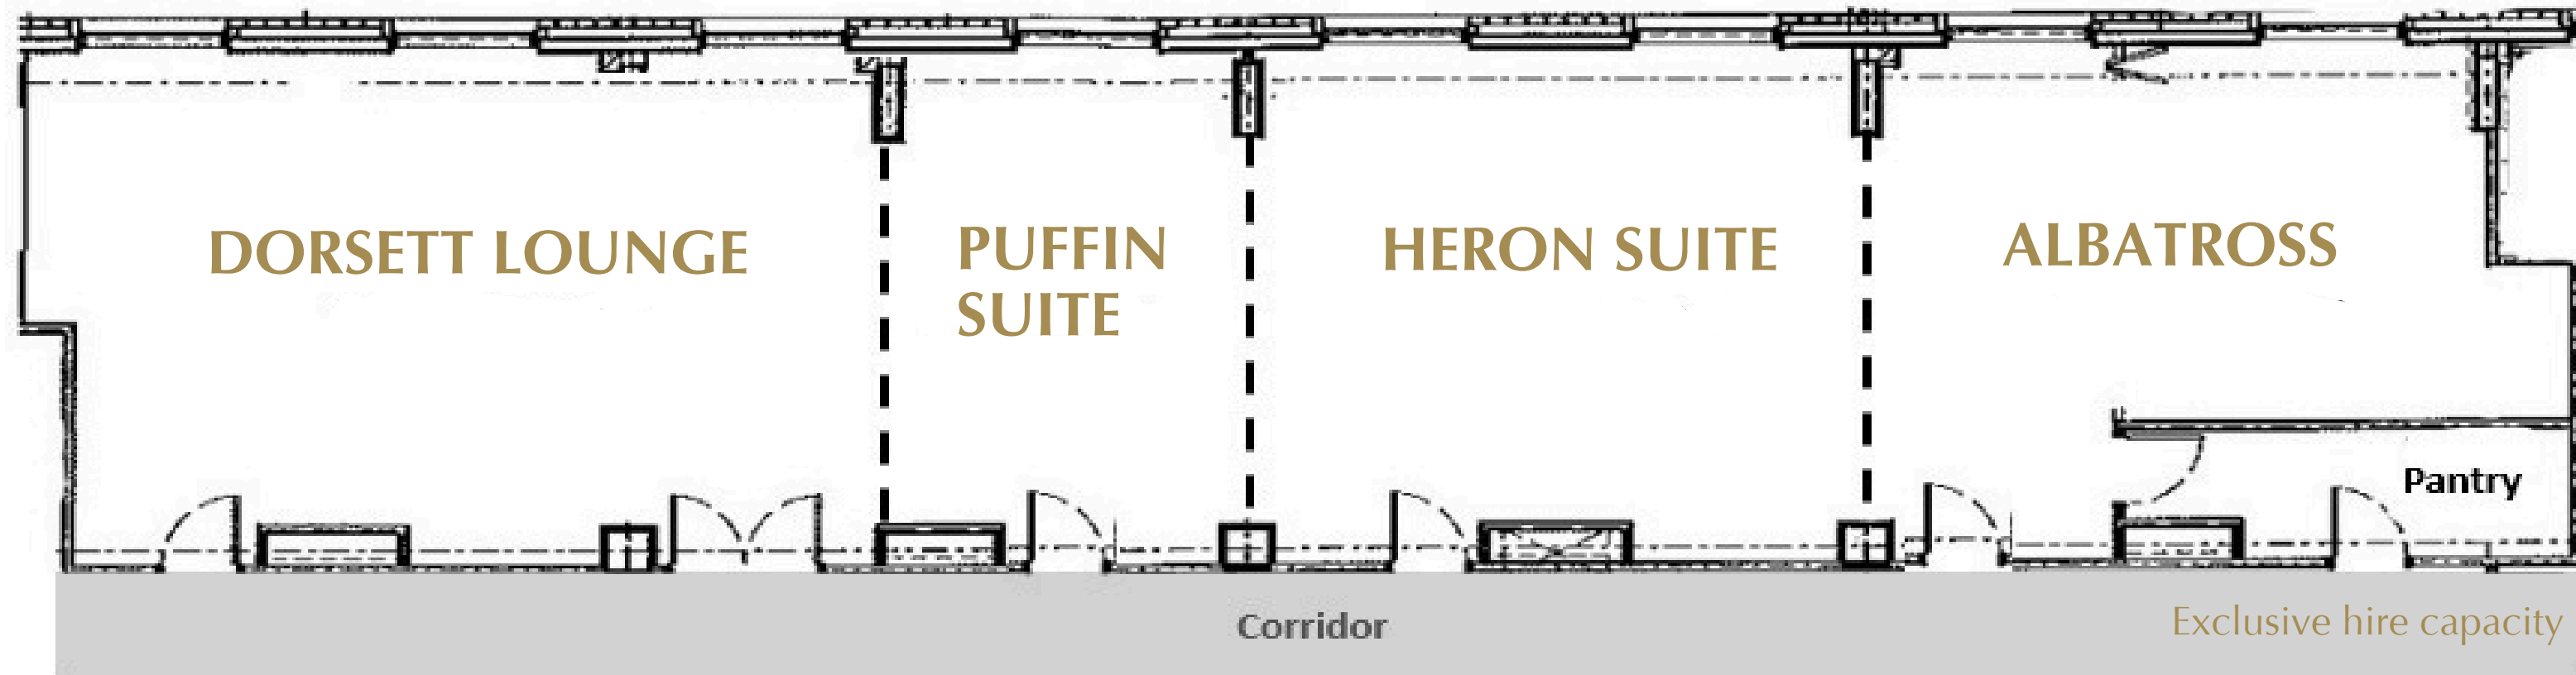 DORSETT LOUNGE
PUFFIN
SUITE
HERON SUITE
ALBATROSS
Pantry
Corridor
Exclusive hire capacity